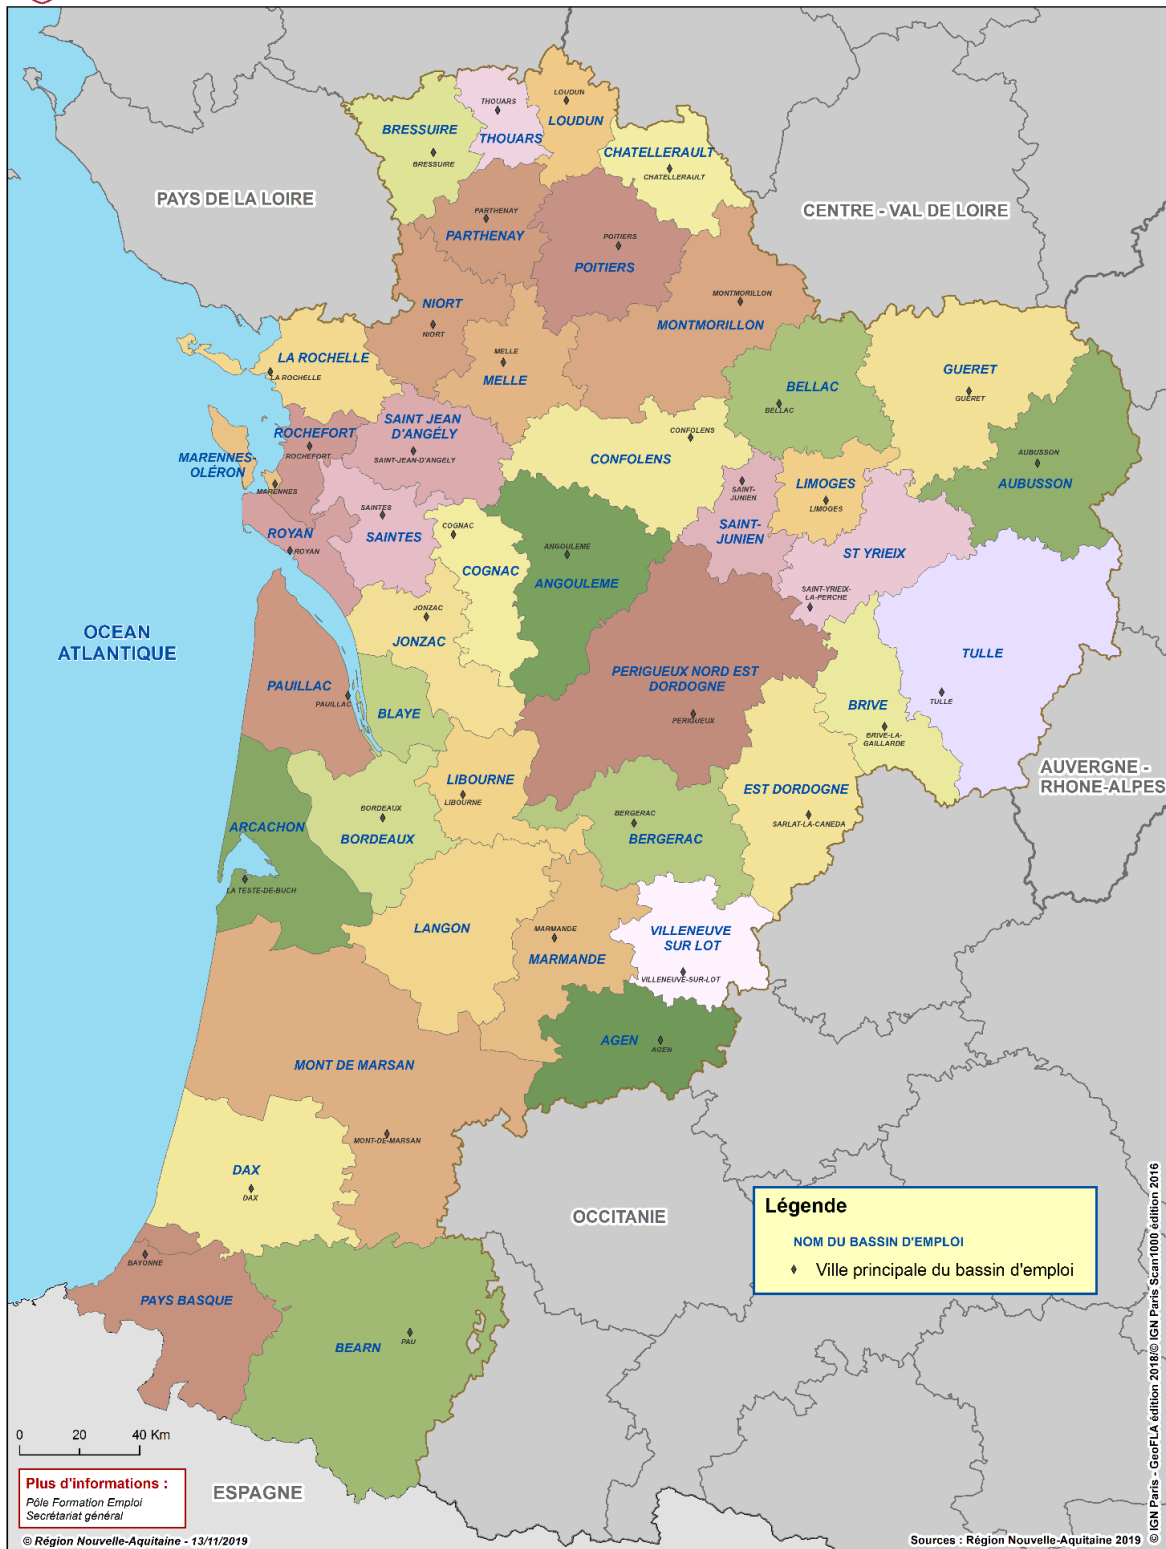 LOUDUN
LOUDUN
THOUARS
THOUARS
BRESSUIRE
BRESSUIRE
CHATELLERAULT
CHATELLERAULT
PAYS DE LA LOIRE
CENTRE - VAL DE LOIRE
PARTHENAY
PARTHENAY
POITIERS
POITIERS
NIORT
NIORT
MONTMORILLON
MONTMORILLON
MELLE
MELLE
LA ROCHELLE
LA ROCHELLE
BELLAC
BELLAC
GUERET
GUERET
SAINT JEAN
D'ANGÉLY
SAINT-JEAN-D'ANGELY
ROCHEFORT
ROCHEFORT
CONFOLENS
CONFOLENS
MARENNES-
OLÉRON
MARENNES
AUBUSSON
AUBUSSON
LIMOGES
LIMOGES
SAINT-
JUNIEN
SAINT-
JUNIEN
SAINTES
SAINTES
ROYAN
ROYAN
COGNAC
COGNAC
ANGOULEME
ANGOULEME
ST YRIEIX
SAINT-YRIEIX-
LA-PERCHE
JONZAC
JONZAC
OCEAN
ATLANTIQUE
TULLE
TULLE
PERIGUEUX NORD EST
DORDOGNE
PERIGUEUX
PAUILLAC
PAUILLAC
BLAYE
BRIVE
BRIVE-LA-
GAILLARDE
AUVERGNE -
RHONE-ALPES
LIBOURNE
LIBOURNE
EST DORDOGNE
SARLAT-LA-CANEDA
BORDEAUX
BORDEAUX
ARCACHON
LA TESTE-DE-BUCH
BERGERAC
BERGERAC
LANGON
MARMANDE
MARMANDE
VILLENEUVE
SUR LOT
VILLENEUVE-SUR-LOT
AGEN
AGEN
MONT DE MARSAN
MONT-DE-MARSAN
DAX
DAX
OCCITANIE
BAYONNE
PAYS BASQUE
BEARN
PAU
Légende
NOM DU BASSIN D'EMPLOI
Ville principale du bassin d'emploi
0 20 40 Km
Plus d'informations :
Pôle Formation Emploi
Secrétariat général
ESPAGNE
© Région Nouvelle-Aquitaine - 13/11/2019
Sources : Région Nouvelle-Aquitaine 2019
© IGN Paris - GeoFLA édition 2018/© IGN Paris Scan1000 édition 2016